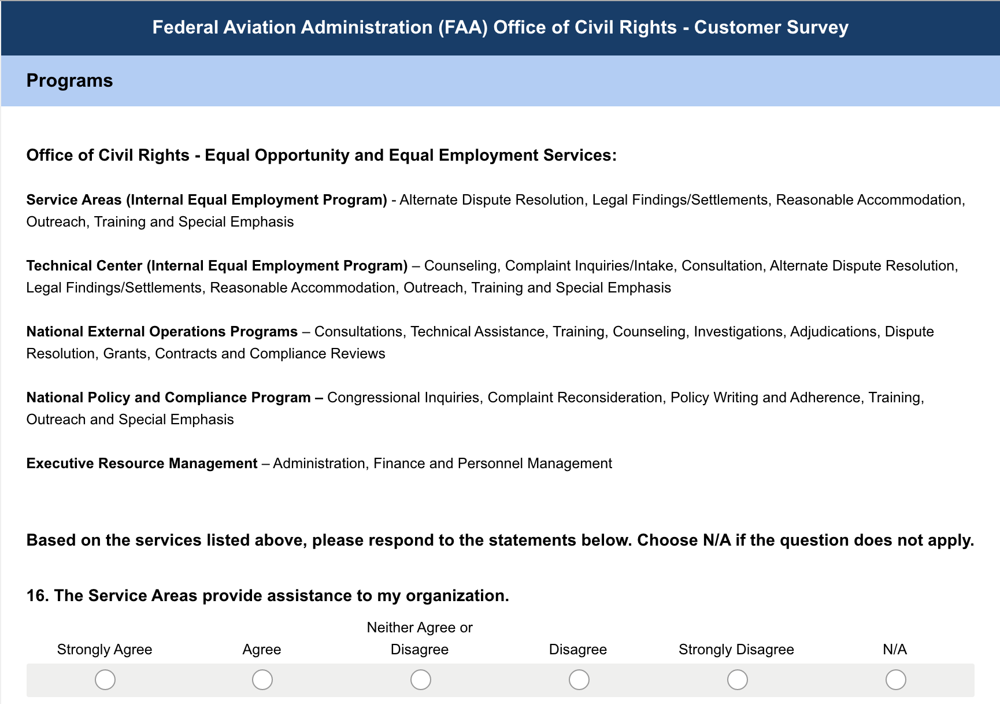 Federal Aviation Administration (FAA) Office of Civil Rights - Customer Survey
Programs
Office of Civil Rights - Equal Opportunity and Equal Employment Services:
Service Areas (Internal Equal Employment Program) - Alternate Dispute Resolution, Legal Findings/Settlements, Reasonable Accommodation,
Outreach, Training and Special Emphasis
Technical Center (Internal Equal Employment Program) – Counseling, Complaint Inquiries/Intake, Consultation, Alternate Dispute Resolution,
Legal Findings/Settlements, Reasonable Accommodation, Outreach, Training and Special Emphasis
National External Operations Programs – Consultations, Technical Assistance, Training, Counseling, Investigations, Adjudications, Dispute
Resolution, Grants, Contracts and Compliance Reviews
National Policy and Compliance Program – Congressional Inquiries, Complaint Reconsideration, Policy Writing and Adherence, Training,
Outreach and Special Emphasis
Executive Resource Management – Administration, Finance and Personnel Management
Based on the services listed above, please respond to the statements below. Choose N/A if the question does not apply.
16. The Service Areas provide assistance to my organization.
Neither Agree or
Strongly Agree Agree Disagree Disagree Strongly Disagree N/A